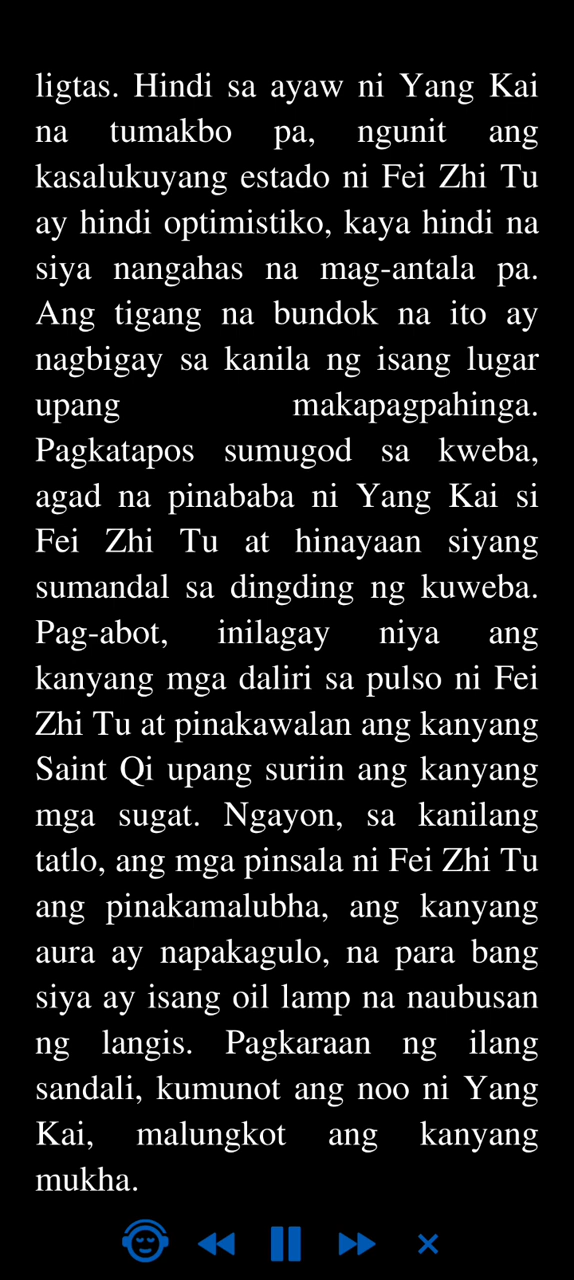 ligtas. Hindi sa ayaw ni Yang Kai
na tumakbo pa, ngunit ang
kasalukuyang estado ni Fei Zhi Tu
ay hindi optimistiko, kaya hindi na
siya nangahas na mag-antala pa.
Ang tigang na bundok na ito ay
nagbigay sa kanila ng isang lugar
upang makapagpahinga.
Pagkatapos sumugod sa kweba,
agad na pinababa ni Yang Kai si
Fei Zhi Tu at hinayaan siyang
sumandal sa dingding ng kuweba.
Pag-abot, inilagay niya ang
kanyang mga daliri sa pulso ni Fei
Zhi Tu at pinakawalan ang kanyang
Saint Qi upang suriin ang kanyang
mga sugat. Ngayon, sa kanilang
tatlo, ang mga pinsala ni Fei Zhi Tu
ang pinakamalubha, ang kanyang
aura ay napakagulo, na para bang
siya ay isang oil lamp na naubusan
ng langis. Pagkaraan ng ilang
sandali, kumunot ang noo ni Yang
Kai, malungkot ang kanyang
mukha.